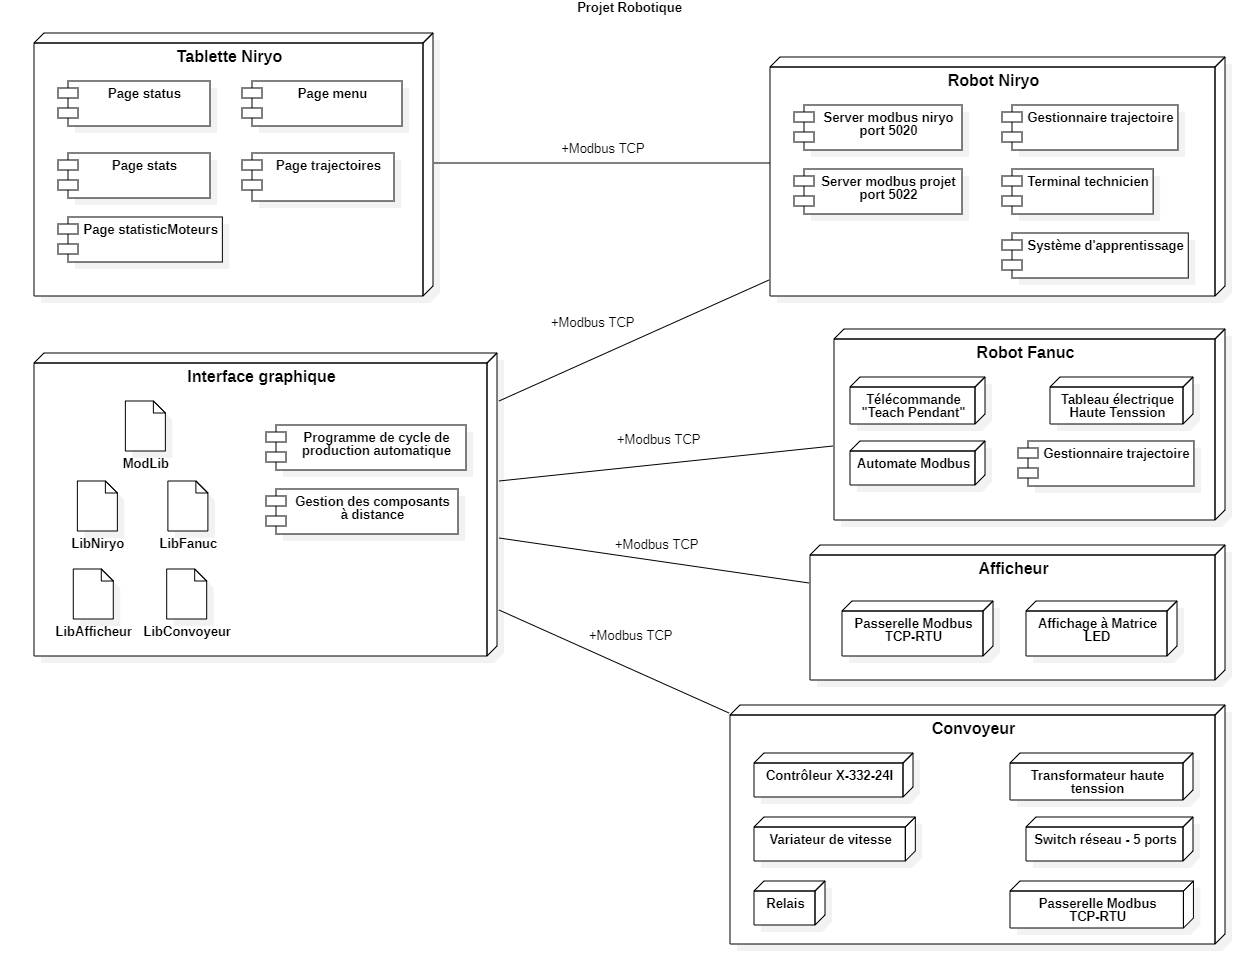 Projet Robotique
Tablette Niryo
Page status
Page menu
Page stats
Page trajectoires
Page statisticMoteurs
+Modbus TCP
Robot Niryo
Server modbus niryo
port 5020
Gestionnaire trajectoire
Server modbus projet
port 5022
Terminal technicien
Système d'apprentissage
+Modbus TCP
Interface graphique
ModLib
LibNiryo
LibFanuc
LibAfficheur
LibConvoyeur
Programme de cycle de
production automatique
Gestion des composants
à distance
+Modbus TCP
Robot Fanuc
Télécommande
"Teach Pendant"
Tableau électrique
Haute Tenssion
Automate Modbus
Gestionnaire trajectoire
+Modbus TCP
Afficheur
Passerelle Modbus
TCP-RTU
Affichage à Matrice
LED
+Modbus TCP
Convoyeur
Contrôleur X-332-24I
Transformateur haute
tenssion
Variateur de vitesse
Switch réseau - 5 ports
Relais
Passerelle Modbus
TCP-RTU